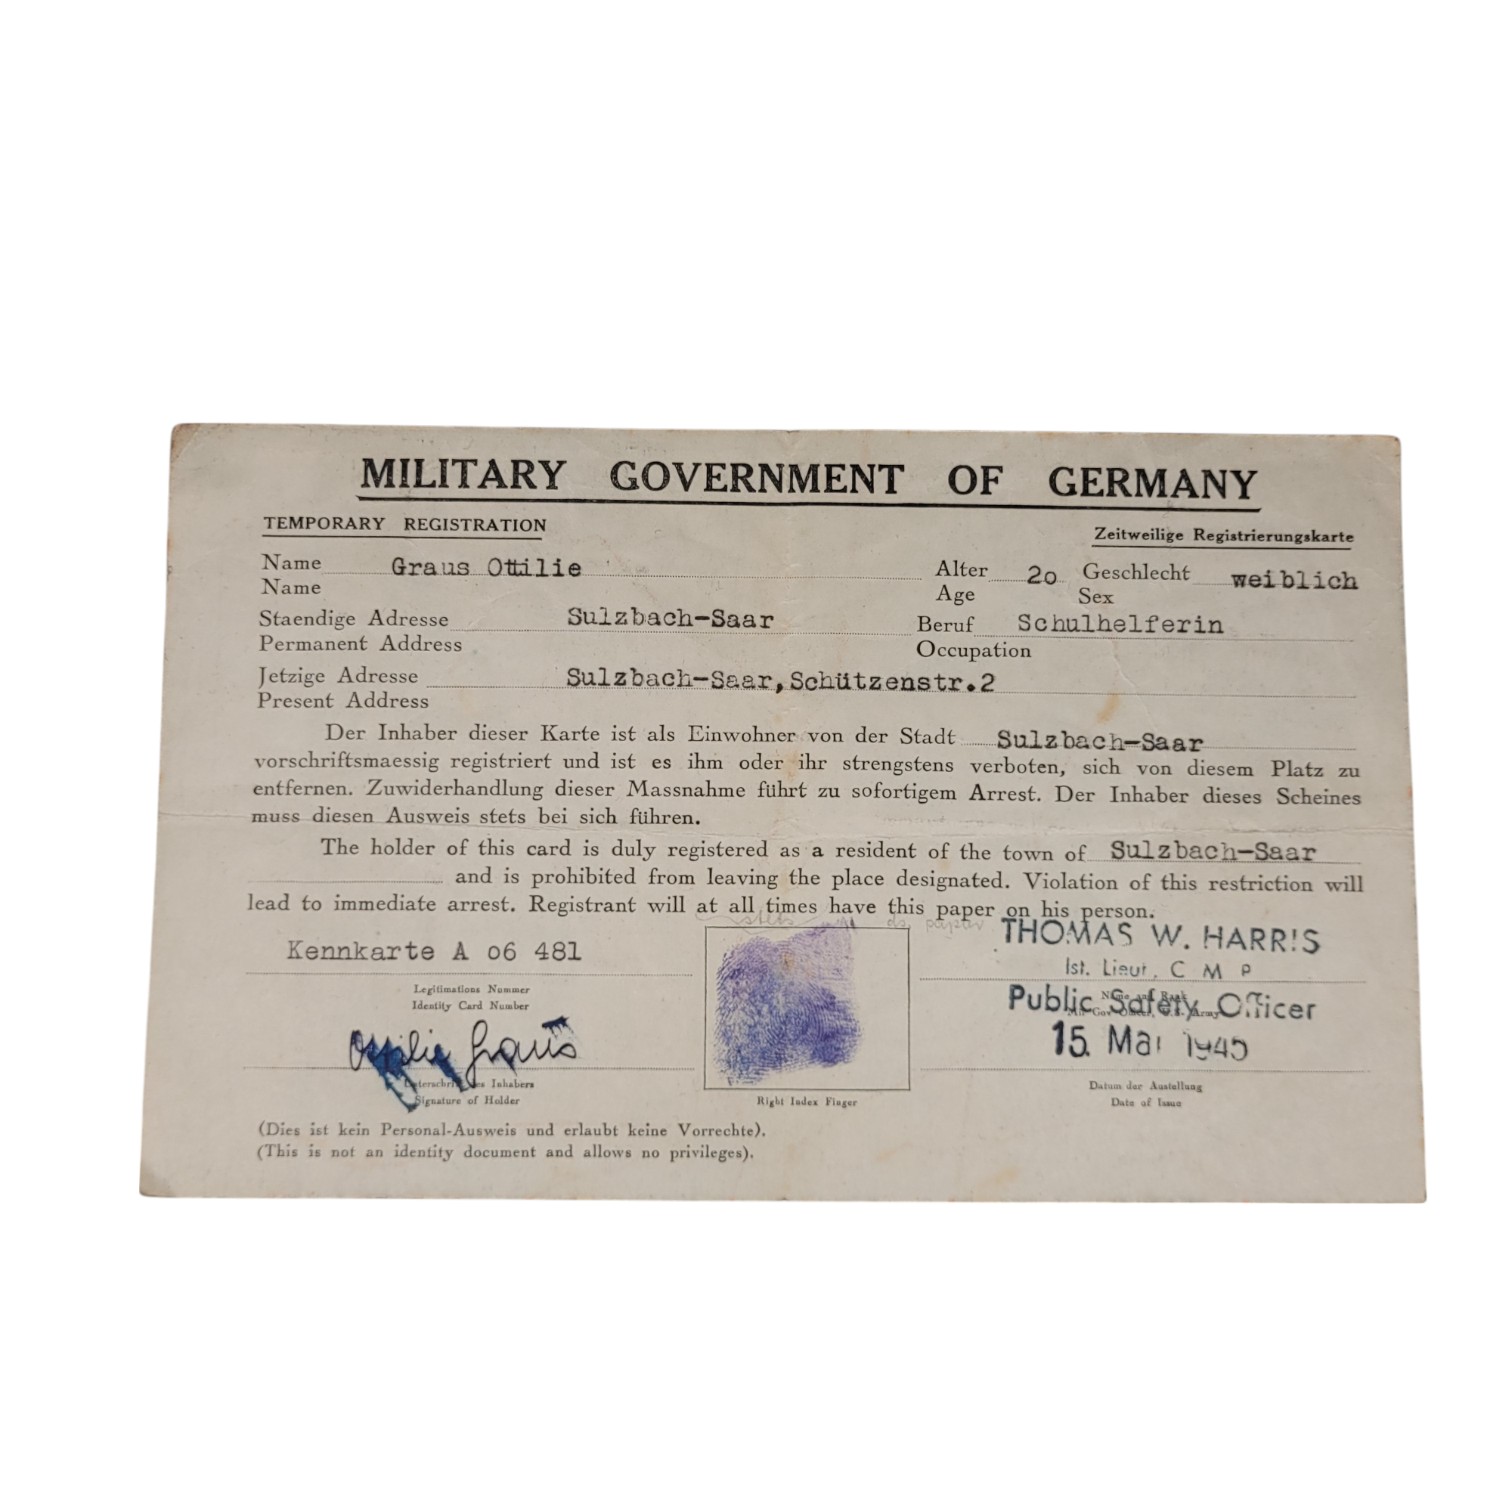 MILITARY GOVERNMENT OF GERMANY
TEMPORARY REGISTRATION
Zeitweilige Registrierungskarte
Name Graus Ottilie Alter 2o Geschlecht weiblich
Name Age Sex
Staendige Adresse Sulzbach-Saar Beruf Schulhelferin
Permanent Address Occupation
Jetzige Adresse Sulzbach-Saar,Schützenstr.2
Present Address
Der Inhaber dieser Karte ist als Einwohner von der Stadt Sulzbach-Saar
vorschriftsmaessig registriert und ist es ihm oder ihr strengstens verboten, sich von diesem Platz zu
entfernen. Zuwiderhandlung dieser Massnahme führt zu sofortigem Arrest. Der Inhaber dieses Scheines
muss diesen Ausweis stets bei sich führen.
The holder of this card is duly registered as a resident of the town of Sulzbach-Saar
and is prohibited from leaving the place designated. Violation of this restriction will
lead to immediate arrest. Registrant will at all times have this paper on his person.
stets
Kennkarte A o6 481
Legitimations Nummer
Identity Card Number
Ottilie Graus
Unterschrift des Inhabers
Signature of Holder
Right Index Finger
THOMAS W. HARRIS
Ist. Lieut. C M P
Public Safety Officer
15. Mai 1945
Datum der Austellung
Date of Issue
(Dies ist kein Personal-Ausweis und erlaubt keine Vorrechte).
(This is not an identity document and allows no privileges).